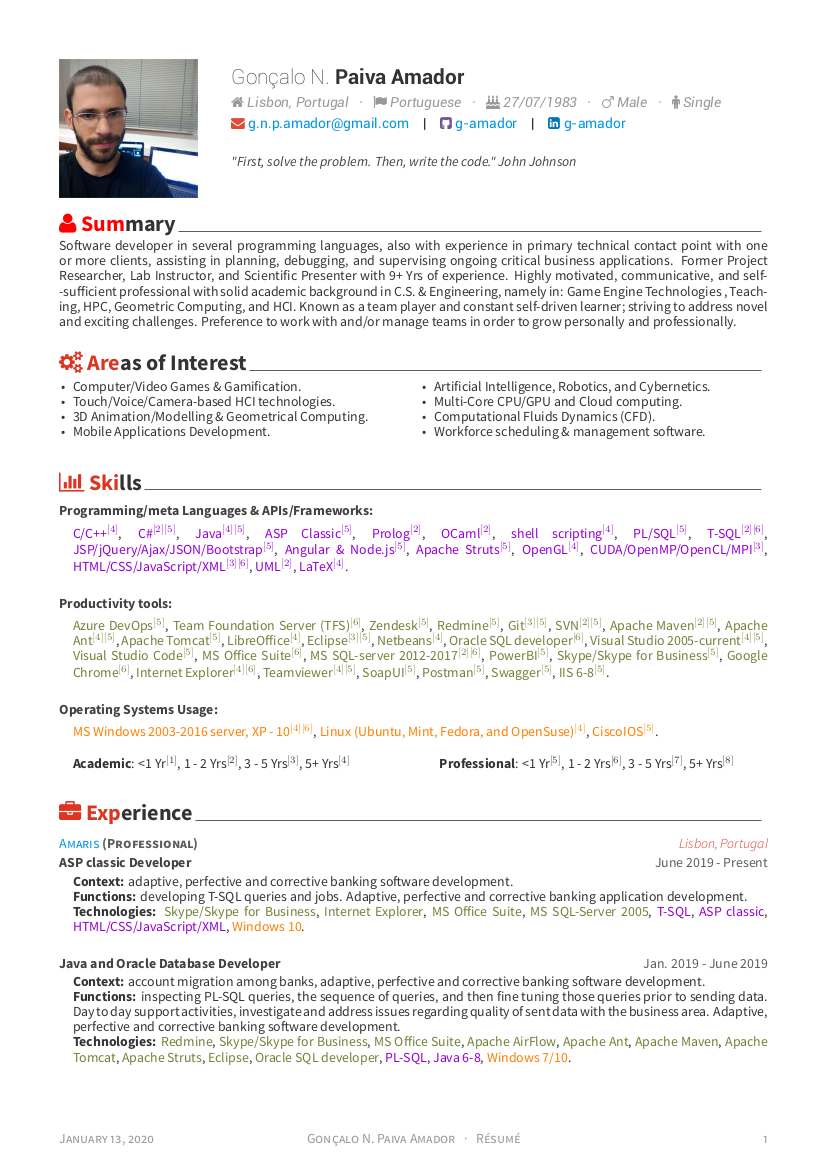 Gonçalo N. Paiva Amador
Lisbon, Portugal · Portuguese · 27/07/1983 · Male · Single
g.n.p.amador@gmail.com | g-amador | g-amador
"First, solve the problem. Then, write the code." John Johnson
Summary
Software developer in several programming languages, also with experience in primary technical contact point with one
or more clients, assisting in planning, debugging, and supervising ongoing critical business applications. Former Project
Researcher, Lab Instructor, and Scientific Presenter with 9+ Yrs of experience. Highly motivated, communicative, and self-
-sufficient professional with solid academic background in C.S. & Engineering, namely in: Game Engine Technologies , Teach-
ing, HPC, Geometric Computing, and HCI. Known as a team player and constant self-driven learner; striving to address novel
and exciting challenges. Preference to work with and/or manage teams in order to grow personally and professionally.
Areas of Interest
• Computer/Video Games & Gamification.
• Touch/Voice/Camera-based HCI technologies.
• 3D Animation/Modelling & Geometrical Computing.
• Mobile Applications Development.
• Artificial Intelligence, Robotics, and Cybernetics.
• Multi-Core CPU/GPU and Cloud computing.
• Computational Fluids Dynamics (CFD).
• Workforce scheduling & management software.
Skills
Programming/meta Languages & APIs/Frameworks:
C/C++[4], C#[2][5], Java[4][5], ASP Classic[5], Prolog[2], OCaml[2], shell scripting[4], PL/SQL[5], T-SQL[2][6],
JSP/jQuery/Ajax/JSON/Bootstrap[5], Angular & Node.js[5], Apache Struts[5], OpenGL[4], CUDA/OpenMP/OpenCL/MPI[3],
HTML/CSS/JavaScript/XML[3][6], UML[2], LaTeX[4].
Productivity tools:
Azure DevOps[5], Team Foundation Server (TFS)[6], Zendesk[5], Redmine[5], Git[3][5], SVN[2][5], Apache Maven[2][5], Apache
Ant[4][5], Apache Tomcat[5], LibreOffice[4], Eclipse[3][5], Netbeans[4], Oracle SQL developer[6], Visual Studio 2005-current[4][5],
Visual Studio Code[5], MS Office Suite[6], MS SQL-server 2012-2017[2][6], PowerBI[5], Skype/Skype for Business[5], Google
Chrome[6], Internet Explorer[4][6], Teamviewer[4][5], SoapUI[5], Postman[5], Swagger[5], IIS 6-8[5].
Operating Systems Usage:
MS Windows 2003-2016 server, XP - 10[4][6], Linux (Ubuntu, Mint, Fedora, and OpenSuse)[4], CiscoIOS[5].
Academic: <1 Yr[1], 1 - 2 Yrs[2], 3 - 5 Yrs[3], 5+ Yrs[4] Professional: <1 Yr[5], 1 - 2 Yrs[6], 3 - 5 Yrs[7], 5+ Yrs[8]
Experience
Amaris (Professional) Lisbon, Portugal
ASP classic Developer June 2019 - Present
Context: adaptive, perfective and corrective banking software development.
Functions: developing T-SQL queries and jobs. Adaptive, perfective and corrective banking application development.
Technologies: Skype/Skype for Business, Internet Explorer, MS Office Suite, MS SQL-Server 2005, T-SQL, ASP classic,
HTML/CSS/JavaScript/XML, Windows 10.
Java and Oracle Database Developer Jan. 2019 - June 2019
Context: account migration among banks, adaptive, perfective and corrective banking software development.
Functions: inspecting PL-SQL queries, the sequence of queries, and then fine tuning those queries prior to sending data.
Day to day support activities, investigate and address issues regarding quality of sent data with the business area. Adaptive,
perfective and corrective banking software development.
Technologies: Redmine, Skype/Skype for Business, MS Office Suite, Apache AirFlow, Apache Ant, Apache Maven, Apache
Tomcat, Apache Struts, Eclipse, Oracle SQL developer, PL-SQL, Java 6-8, Windows 7/10.
January 13, 2020 Gonçalo N. Paiva Amador · Résumé 1